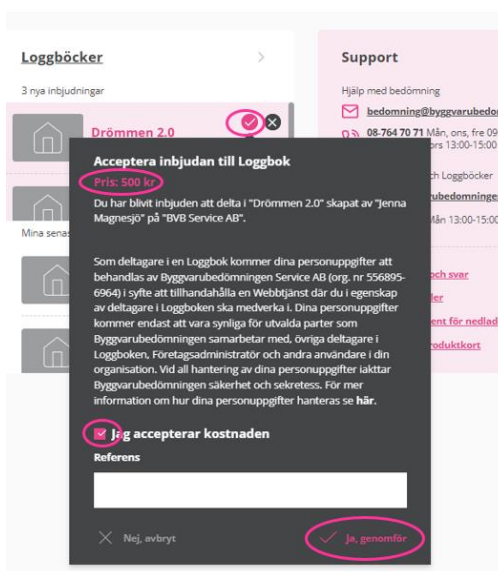 Loggböcker
3 nya inbjudningar
Drömmen 2.0
Mina senas
Support
Hjälp med bedömning
bedomning@byggvarubedo
08-764 70 71 Mån, ons, fre 09
ors 13:00-15:00
ch Loggböcker
rubedomninge
Mån 13:00-15:00
och svar
ler
ent för nedlad
roduktkort
Acceptera inbjudan till Loggbok
Pris: 500 kr
Du har blivit inbjuden att delta i "Drömmen 2.0" skapat av "Jenna
Magnesjö" på "BVB Service AB".
Som deltagare i en Loggbok kommer dina personuppgifter att
behandlas av Byggvarubedömningen Service AB (org. nr 556895-
6964) i syfte att tillhandahålla en Webbtjänst där du i egenskap
av deltagare i Loggboken ska medverka i. Dina personuppgifter
kommer endast att vara synliga för utvalda parter som
Byggvarubedömningen samarbetar med, övriga deltagare i
Loggboken, Företagsadministratör och andra användare i din
organisation. Vid all hantering av dina personuppgifter iakttar
Byggvarubedömningen säkerhet och sekretess. För mer
information om hur dina personuppgifter hanteras se här.
Jag accepterar kostnaden
Referens
Nej, avbryt
Ja, genomför